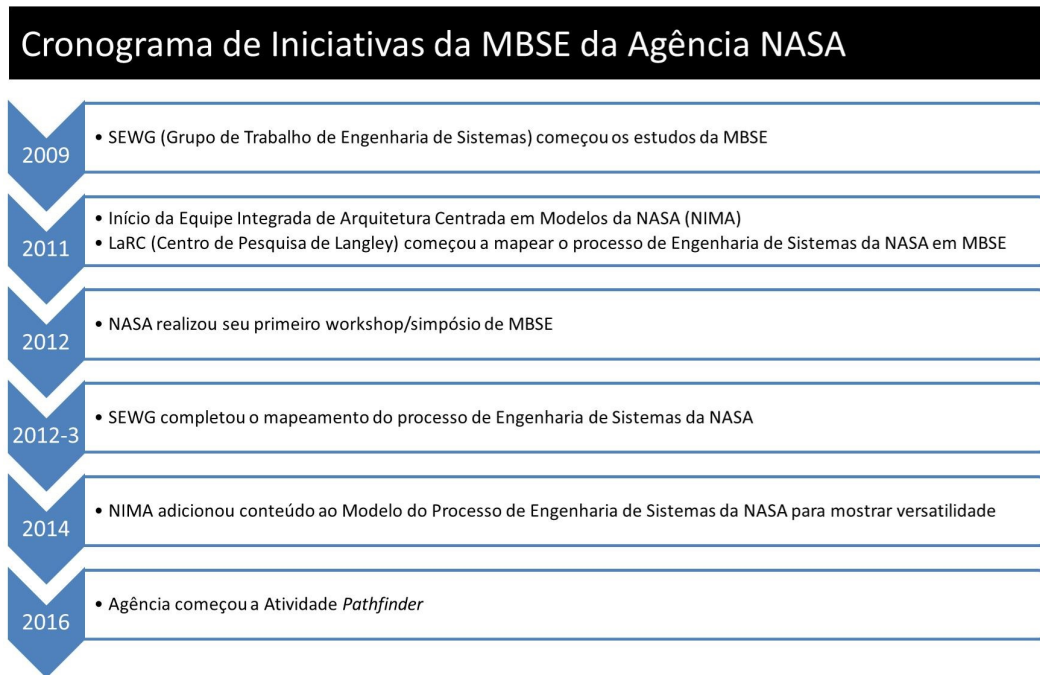 Cronograma de Iniciativas da MBSE da Agência NASA
2009
• SEWG (Grupo de Trabalho de Engenharia de Sistemas) começou os estudos da MBSE
2011
• Início da Equipe Integrada de Arquitetura Centrada em Modelos da NASA (NIMA)
• LaRC (Centro de Pesquisa de Langley) começou a mapear o processo de Engenharia de Sistemas da NASA em MBSE
2012
• NASA realizou seu primeiro workshop/simpósio de MBSE
2012-3
• SEWG completou o mapeamento do processo de Engenharia de Sistemas da NASA
2014
• NIMA adicionou conteúdo ao Modelo do Processo de Engenharia de Sistemas da NASA para mostrar versatilidade
2016
• Agência começou a Atividade Pathfinder